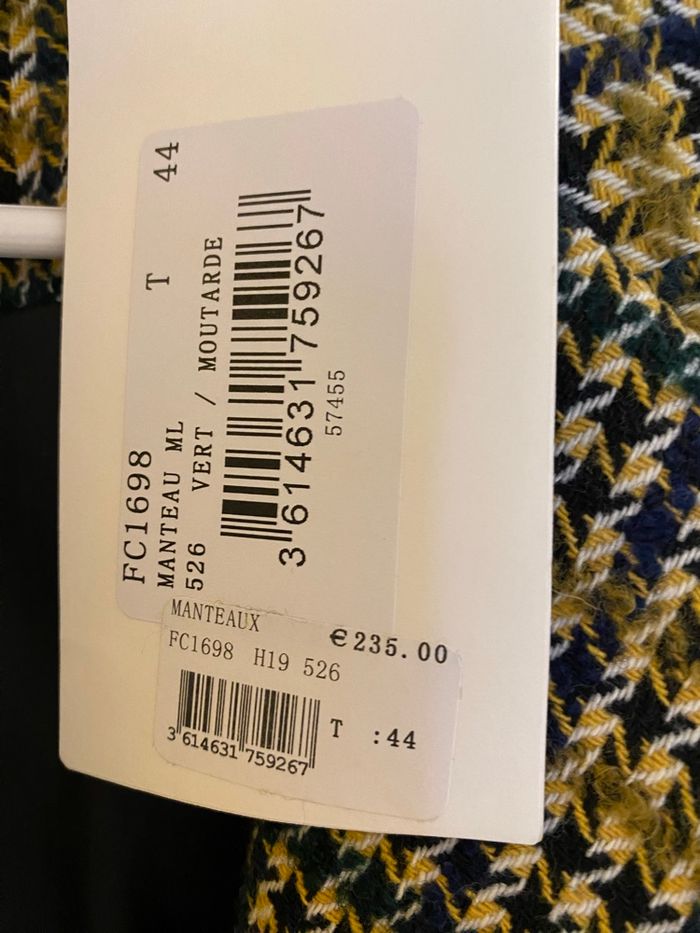 FC1698 T 44
MANTEAU ML
526 VERT / MOUTARDE
3 614631 759267
57455
MANTEAUX
€235.00
FC1698 H19 526
T :44
3 614631 759267